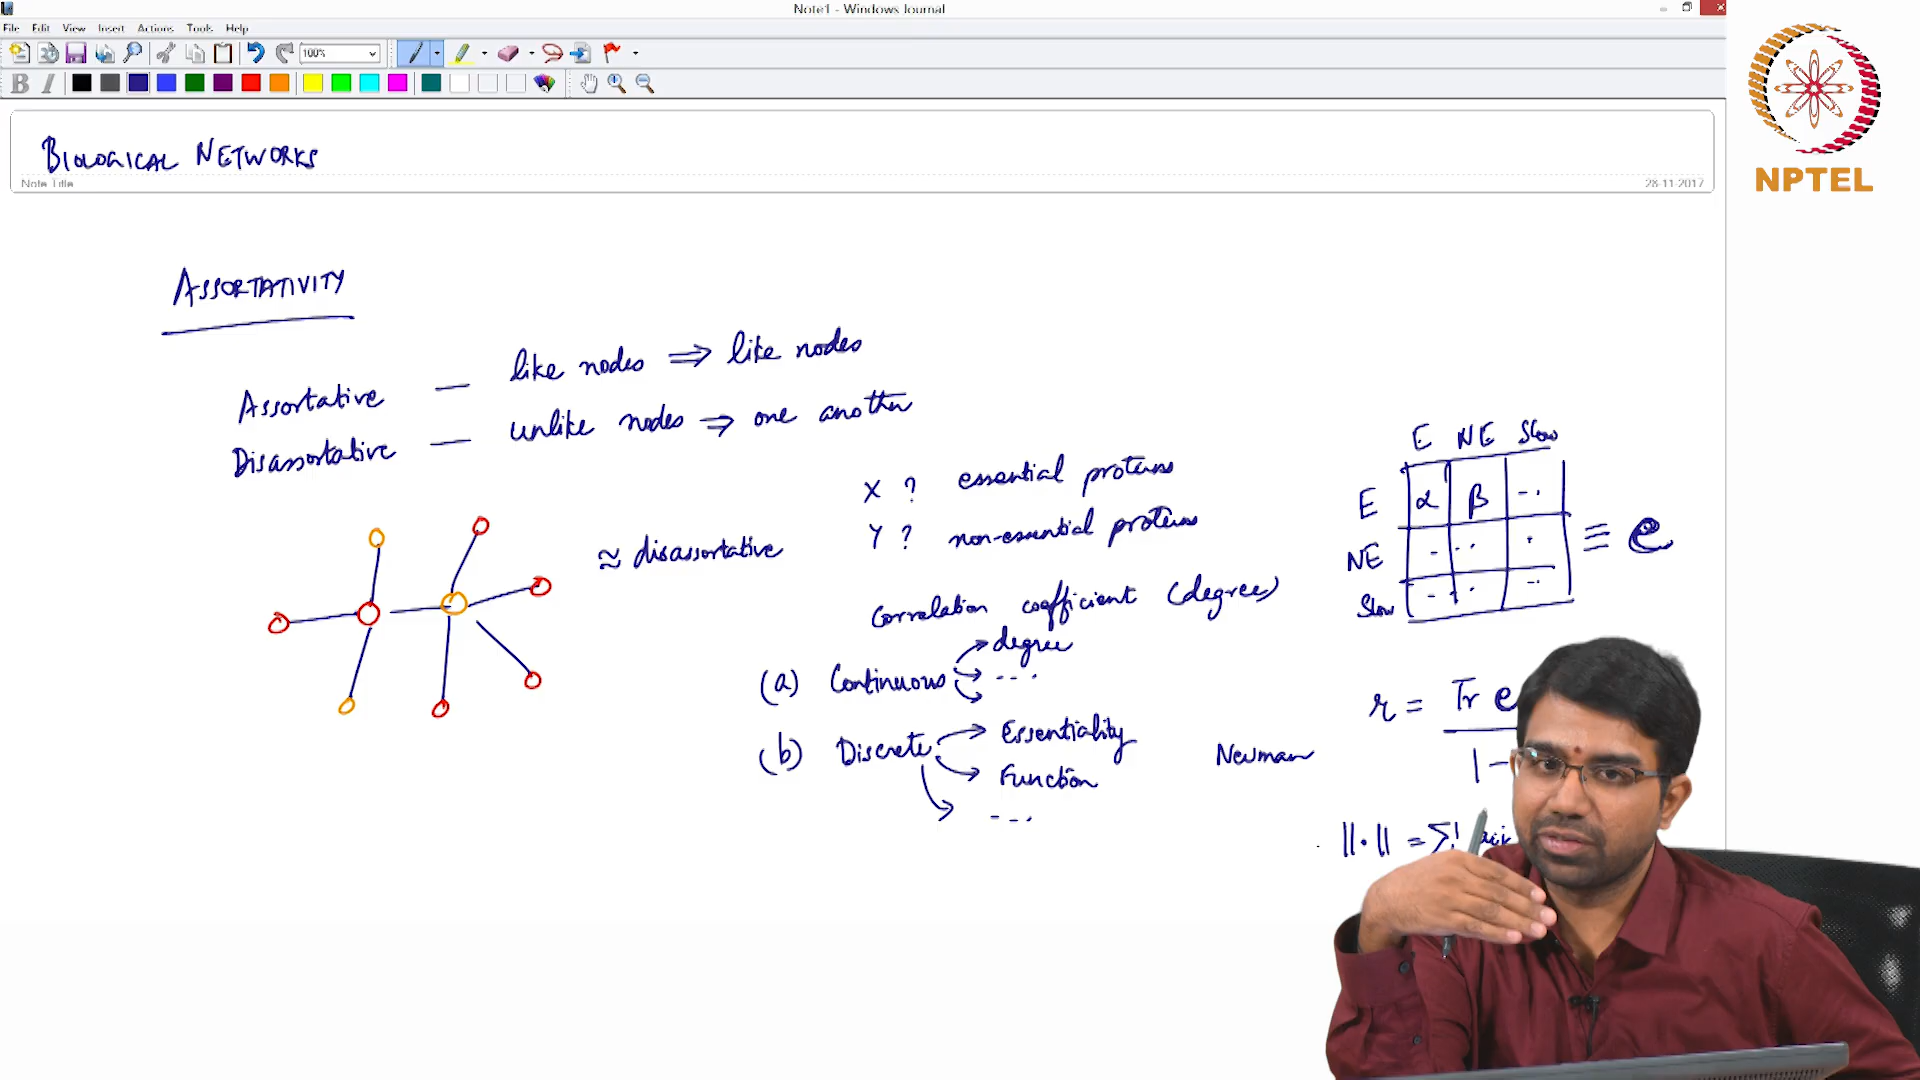 Note1 - Windows Journal
File Edit View Insert Actions Tools Help
100%
B I
NPTEL
BIOLOGICAL NETWORKS
Note Title
28-11-2017
ASSORTATIVITY
Assortative — like nodes ⇒ like nodes
Disassortative — unlike nodes ⇒ one another
≈ disassortative
X ? essential proteins
Y ? non-essential proteins
Correlation coefficient (degree)
(a) Continuous → degree
→ ...
(b) Discrete → Essentiality
→ Function
→ ...
Newman
E NE Slow
E α β ..
NE
Slow
≡ e
r = Tr e
1 -
||·|| = Σ